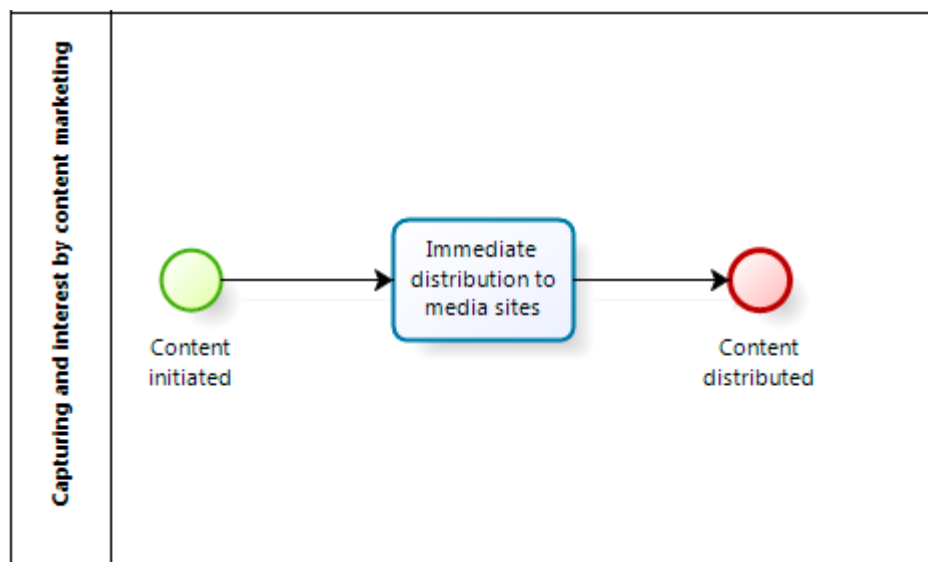 Capturing and interest by content marketing
Immediate
distribution to
media sites
Content
initiated
Content
distributed